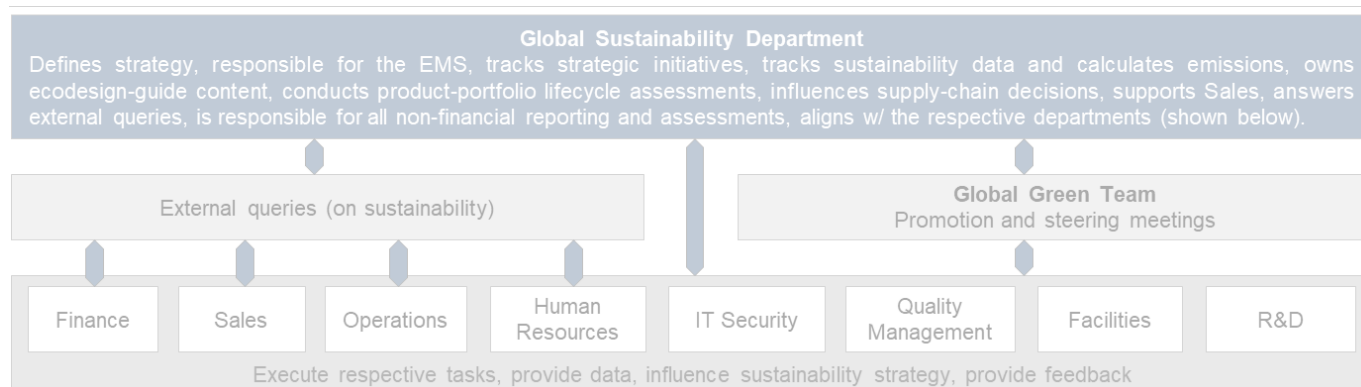 Global Sustainability Department
Defines strategy, responsible for the EMS, tracks strategic initiatives, tracks sustainability data and calculates emissions, owns
ecodesign-guide content, conducts product-portfolio lifecycle assessments, influences supply-chain decisions, supports Sales, answers
external queries, is responsible for all non-financial reporting and assessments, aligns w/ the respective departments (shown below).
External queries (on sustainability)
Global Green Team
Promotion and steering meetings
Finance
Sales
Operations
Human
Resources
IT Security
Quality
Management
Facilities
R&D
Execute respective tasks, provide data, influence sustainability strategy, provide feedback